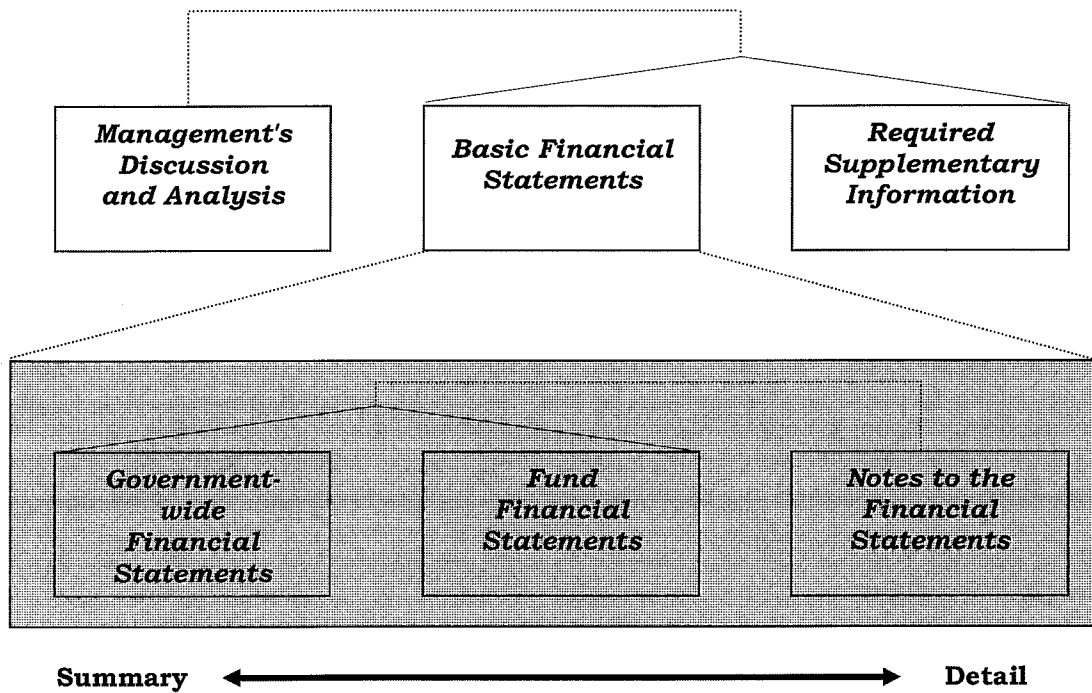 Management's
Discussion
and Analysis
Basic Financial
Statements
Required
Supplementary
Information
Government-
wide
Financial
Statements
Fund
Financial
Statements
Notes to the
Financial
Statements
Summary
Detail